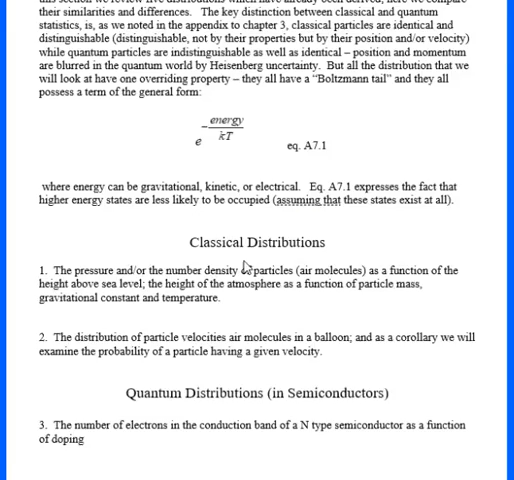 their similarities and differences. The key distinction between classical and quantum
statistics, is, as we noted in the appendix to chapter 3, classical particles are identical and
distinguishable (distinguishable, not by their properties but by their position and/or velocity)
while quantum particles are indistinguishable as well as identical – position and momentum
are blurred in the quantum world by Heisenberg uncertainty. But all the distribution that we
will look at have one overriding property – they all have a “Boltzmann tail” and they all
possess a term of the general form:
e^{-energy/kT} eq. A7.1
where energy can be gravitational, kinetic, or electrical. Eq. A7.1 expresses the fact that
higher energy states are less likely to be occupied (assuming that these states exist at all).
Classical Distributions
1. The pressure and/or the number density particles (air molecules) as a function of the
height above sea level; the height of the atmosphere as a function of particle mass,
gravitational constant and temperature.
2. The distribution of particle velocities air molecules in a balloon; and as a corollary we will
examine the probability of a particle having a given velocity.
Quantum Distributions (in Semiconductors)
3. The number of electrons in the conduction band of a N type semiconductor as a function
of doping